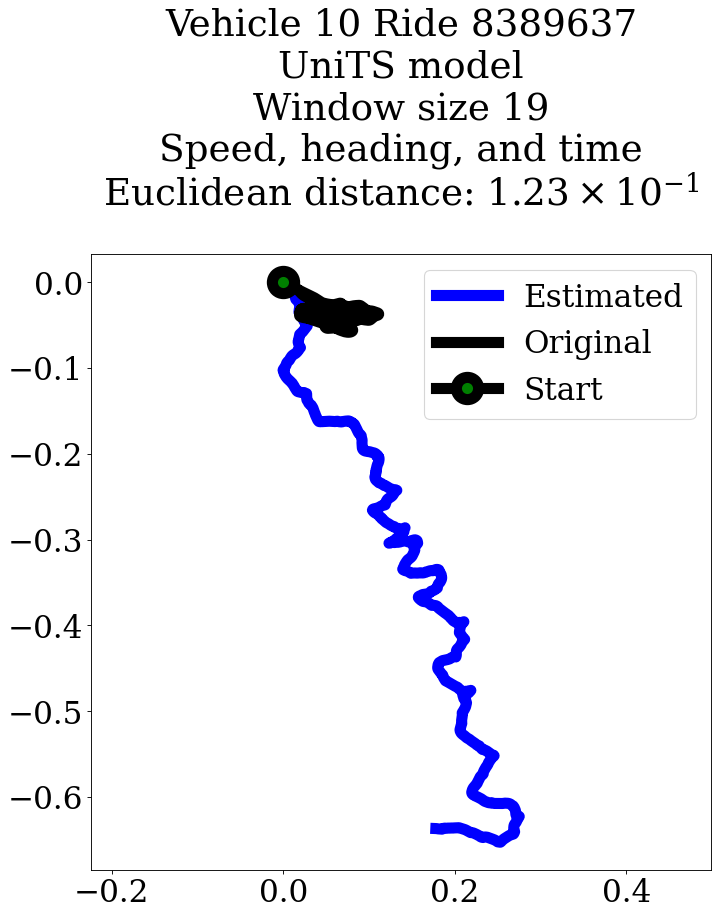 Vehicle 10 Ride 8389637
UniTS model
Window size 19
Speed, heading, and time
Euclidean distance: 1.23 × 10⁻¹
Estimated
Original
Start
0.0
−0.1
−0.2
−0.3
−0.4
−0.5
−0.6
−0.2 0.0 0.2 0.4